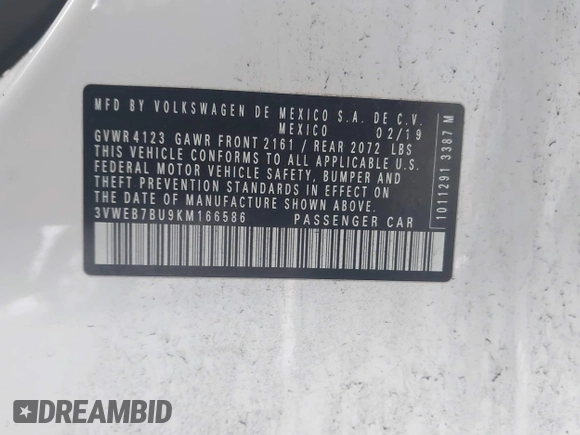 MFD BY VOLKSWAGEN DE MEXICO S.A. DE C.V.
MEXICO 02/19
GVWR 4123 GAWR FRONT 2161 / REAR 2072 LBS
THIS VEHICLE CONFORMS TO ALL APPLICABLE U.S.
FEDERAL MOTOR VEHICLE SAFETY, BUMPER AND
THEFT PREVENTION STANDARDS IN EFFECT ON
THE DATE OF MANUFACTURE SHOWN ABOVE
3VWEB7BU9KM166586 PASSENGER CAR
1011291 3387 M
DREAMBID